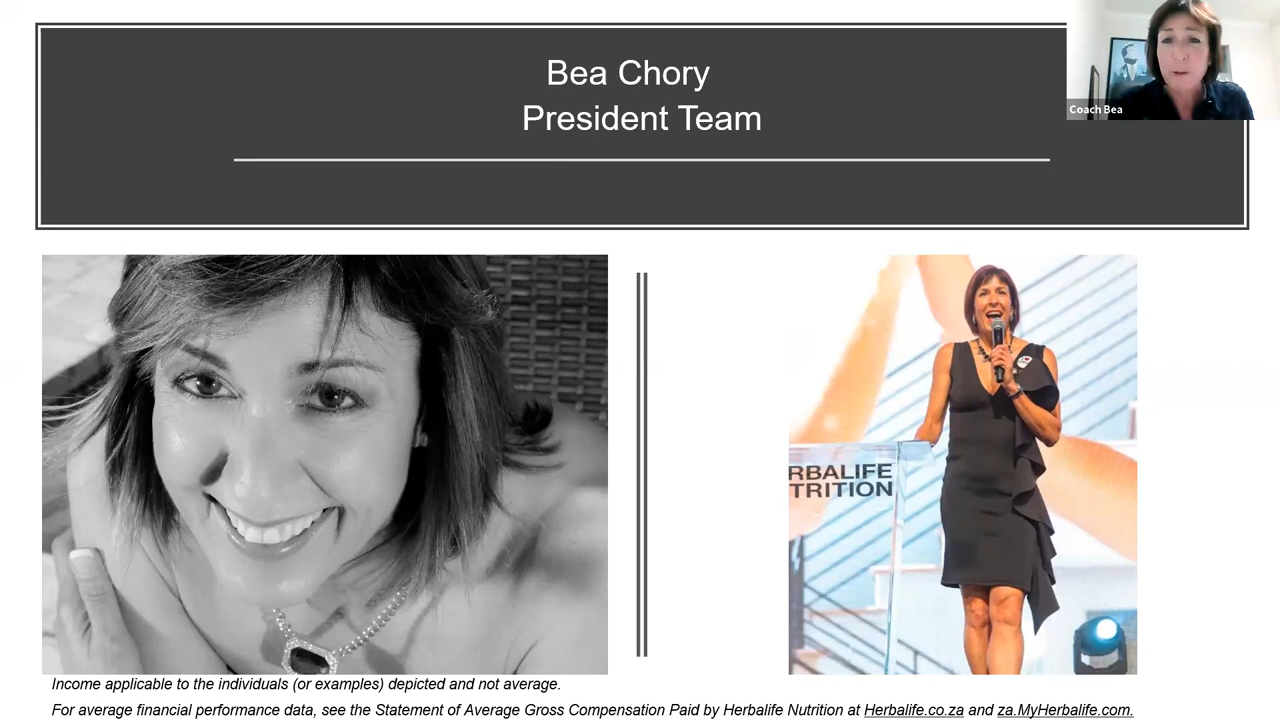 Bea Chory
President Team
Coach Bea
RBALIFE
TRITION
Income applicable to the individuals (or examples) depicted and not average.
For average financial performance data, see the Statement of Average Gross Compensation Paid by Herbalife Nutrition at Herbalife.co.za and za.MyHerbalife.com.